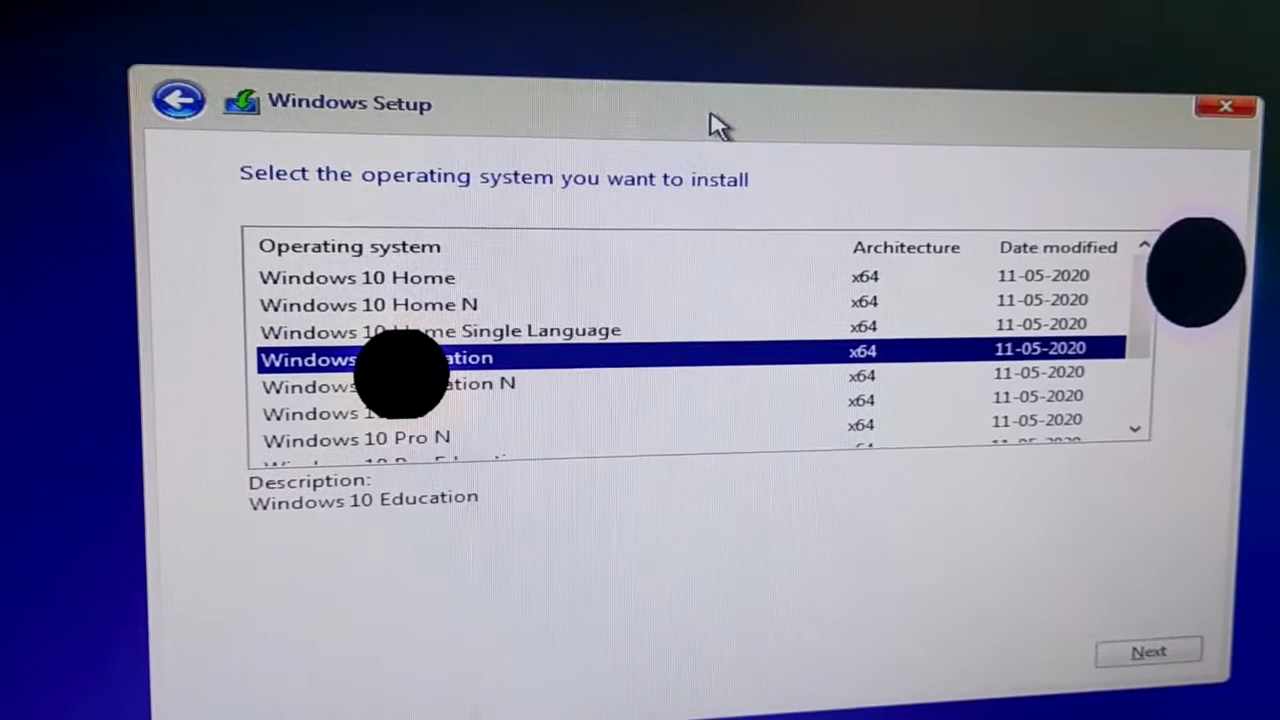 Windows Setup
Select the operating system you want to install
Operating system Architecture Date modified
Windows 10 Home x64 11-05-2020
Windows 10 Home N x64 11-05-2020
Windows 10 Home Single Language x64 11-05-2020
Windows ation x64 11-05-2020
Windows ation N x64 11-05-2020
Windows 1 x64 11-05-2020
Windows 10 Pro N x64 11-05-2020
Description:
Windows 10 Education
Next